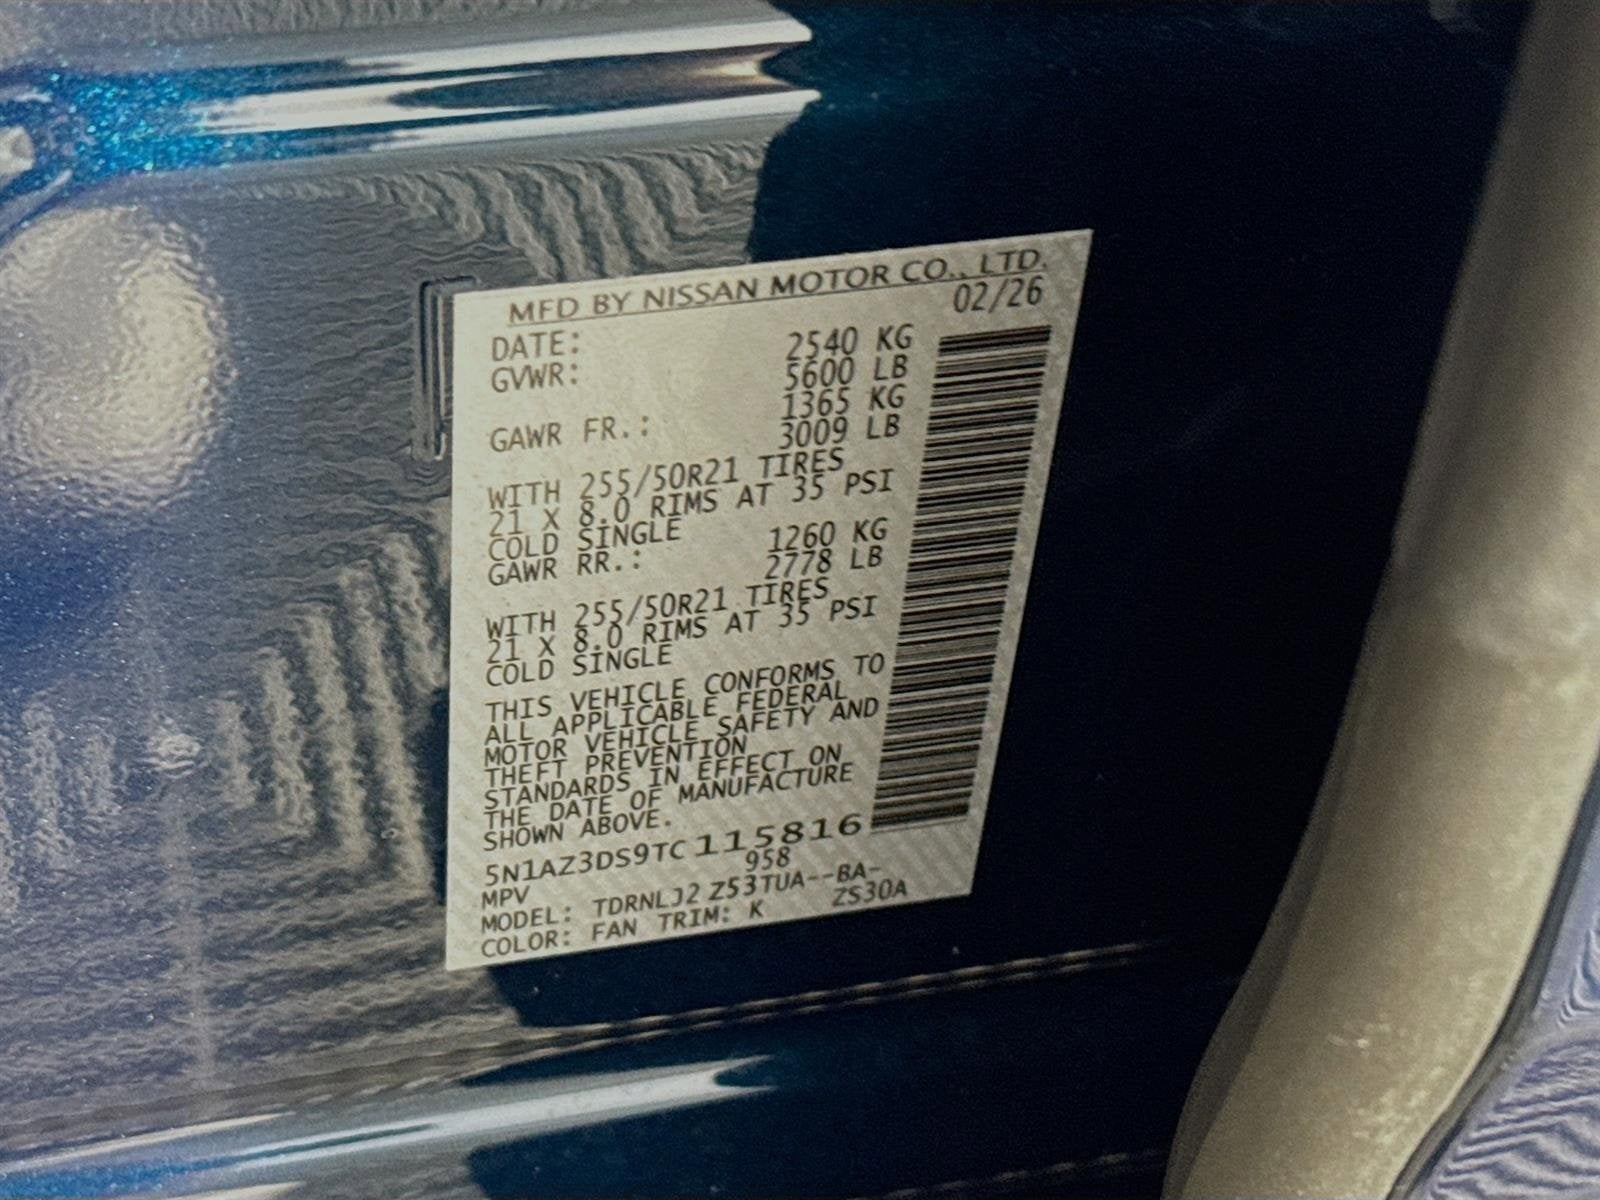 MFD BY NISSAN MOTOR CO., LTD.
DATE: 02/26
GVWR: 2540 KG
5600 LB
GAWR FR.: 1365 KG
3009 LB
WITH 255/50R21 TIRES
21 X 8.0 RIMS AT 35 PSI
COLD SINGLE
GAWR RR.: 1260 KG
2778 LB
WITH 255/50R21 TIRES
21 X 8.0 RIMS AT 35 PSI
COLD SINGLE
THIS VEHICLE CONFORMS TO
ALL APPLICABLE FEDERAL
MOTOR VEHICLE SAFETY AND
THEFT PREVENTION
STANDARDS IN EFFECT ON
THE DATE OF MANUFACTURE
SHOWN ABOVE.
5N1AZ3DS9TC115816
MPV 958
MODEL: TDRNLJ2 Z53TUA--BA-
COLOR: FAN TRIM: K ZS30A